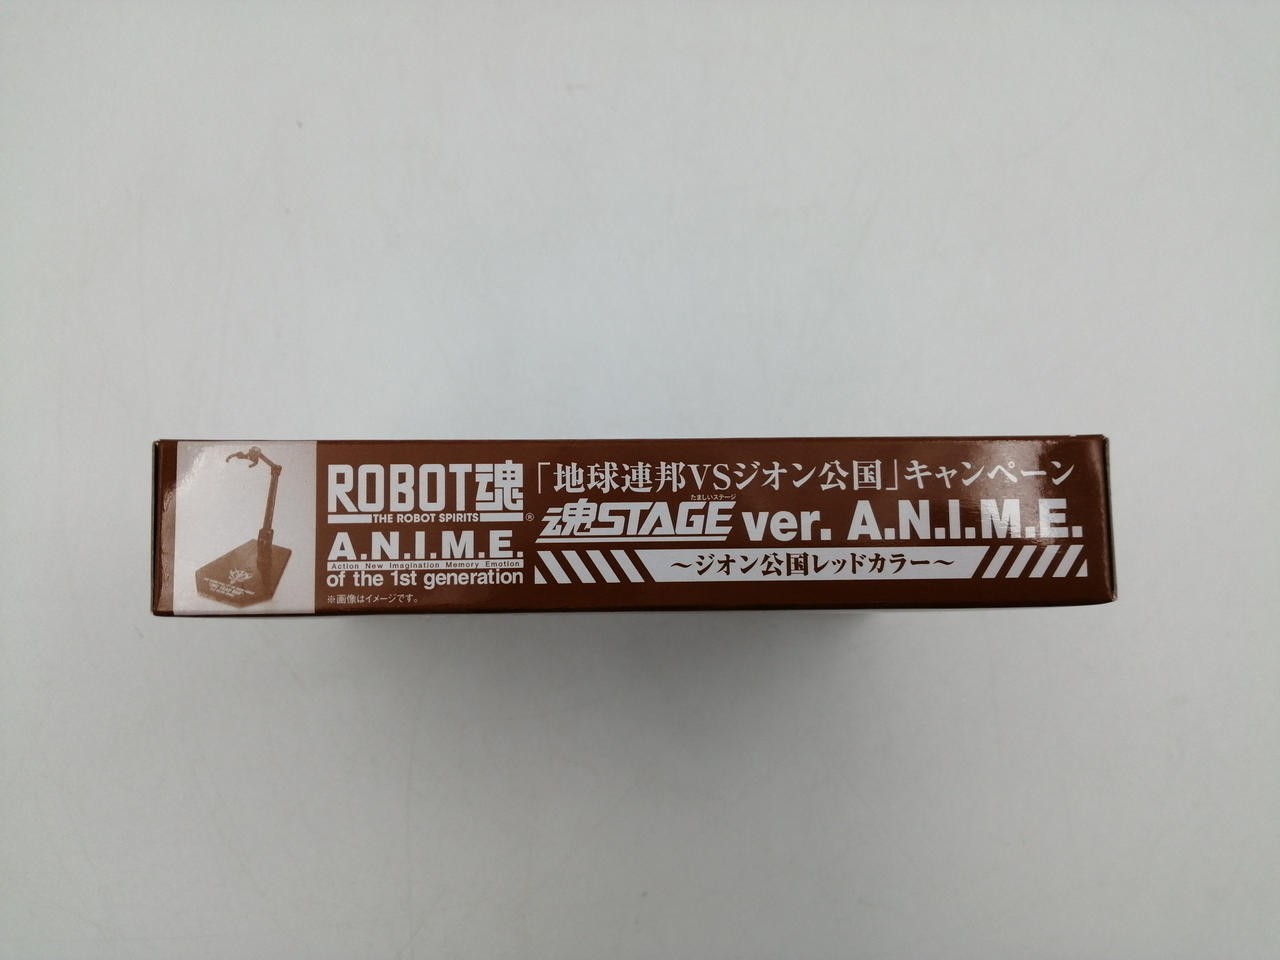 ROBOT魂
THE ROBOT SPIRITS ®
A.N.I.M.E.
Action New Imagination Memory Emotion
of the 1st generation
※画像はイメージです。
「地球連邦VSジオン公国」キャンペーン
たましいステージ
魂STAGE ver. A.N.I.M.E.
～ジオン公国レッドカラー～